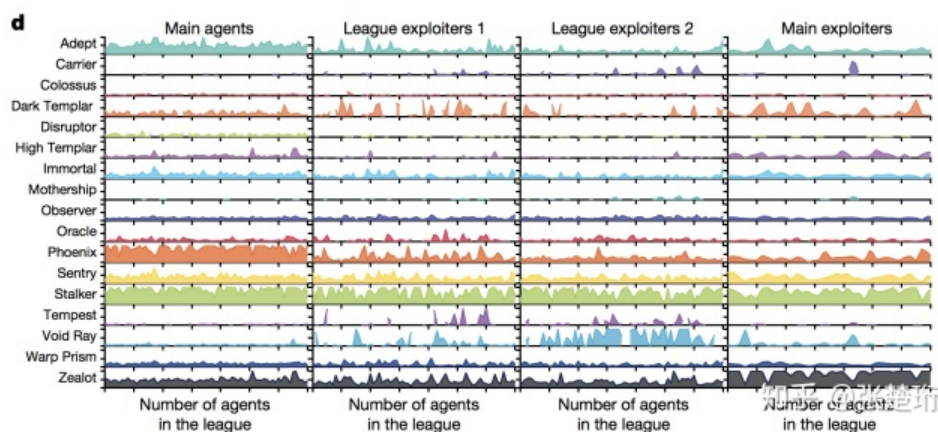 d
Main agents
League exploiters 1
League exploiters 2
Main exploiters
Adept
Carrier
Colossus
Dark Templar
Disruptor
High Templar
Immortal
Mothership
Observer
Oracle
Phoenix
Sentry
Stalker
Tempest
Void Ray
Warp Prism
Zealot
Number of agents
in the league
Number of agents
in the league
Number of agents
in the league
Number of agents
in the league
知乎 @张楚珩